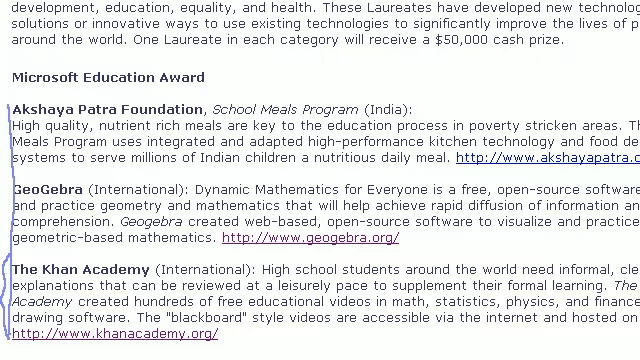 development, education, equality, and health. These Laureates have developed new
solutions or innovative ways to use existing technologies to significantly improve the lives of
around the world. One Laureate in each category will receive a $50,000 cash prize.
Microsoft Education Award
Akshaya Patra Foundation, School Meals Program (India):
High quality, nutrient rich meals are key to the education process in poverty stricken areas.
Meals Program uses integrated and adapted high-performance kitchen technology and food
systems to serve millions of Indian children a nutritious daily meal. http://www.akshayapatra.
GeoGebra (International): Dynamic Mathematics for Everyone is a free, open-source software
and practice geometry and mathematics that will help achieve rapid diffusion of information
comprehension. Geogebra created web-based, open-source software to visualize and practice
geometric-based mathematics. http://www.geogebra.org/
The Khan Academy (International): High school students around the world need informal,
explanations that can be reviewed at a leisurely pace to supplement their formal learning. The
Academy created hundreds of free educational videos in math, statistics, physics, and finance
drawing software. The "blackboard" style videos are accessible via the internet and hosted on
http://www.khanacademy.org/